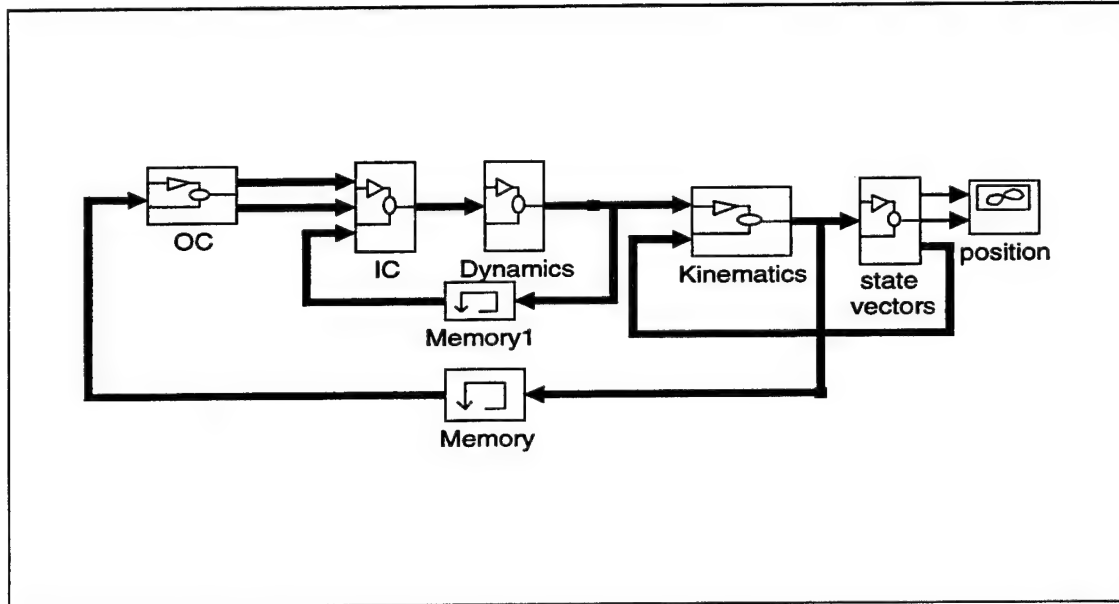 OC
IC
Dynamics
Kinematics
state
vectors
position
Memory1
Memory